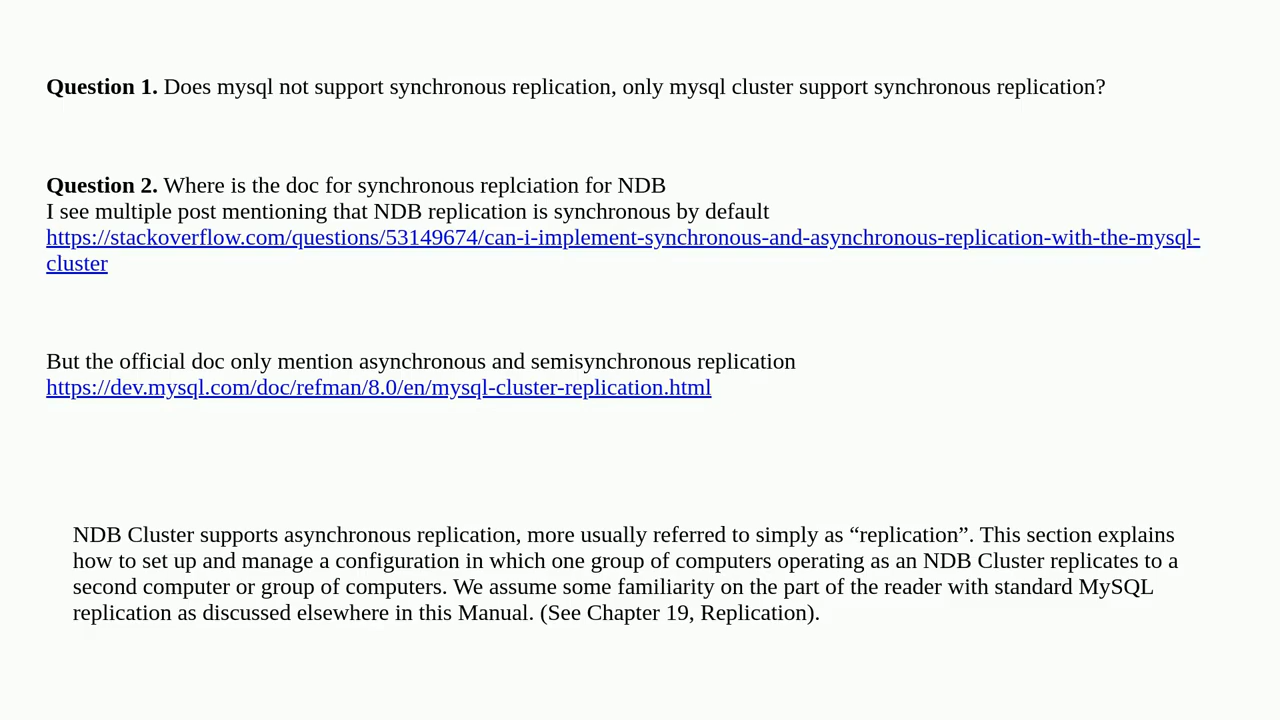 Question 1. Does mysql not support synchronous replication, only mysql cluster support synchronous replication?
Question 2. Where is the doc for synchronous replciation for NDB
I see multiple post mentioning that NDB replication is synchronous by default
https://stackoverflow.com/questions/53149674/can-i-implement-synchronous-and-asynchronous-replication-with-the-mysql-
cluster
But the official doc only mention asynchronous and semisynchronous replication
https://dev.mysql.com/doc/refman/8.0/en/mysql-cluster-replication.html
NDB Cluster supports asynchronous replication, more usually referred to simply as “replication”. This section explains
how to set up and manage a configuration in which one group of computers operating as an NDB Cluster replicates to a
second computer or group of computers. We assume some familiarity on the part of the reader with standard MySQL
replication as discussed elsewhere in this Manual. (See Chapter 19, Replication).